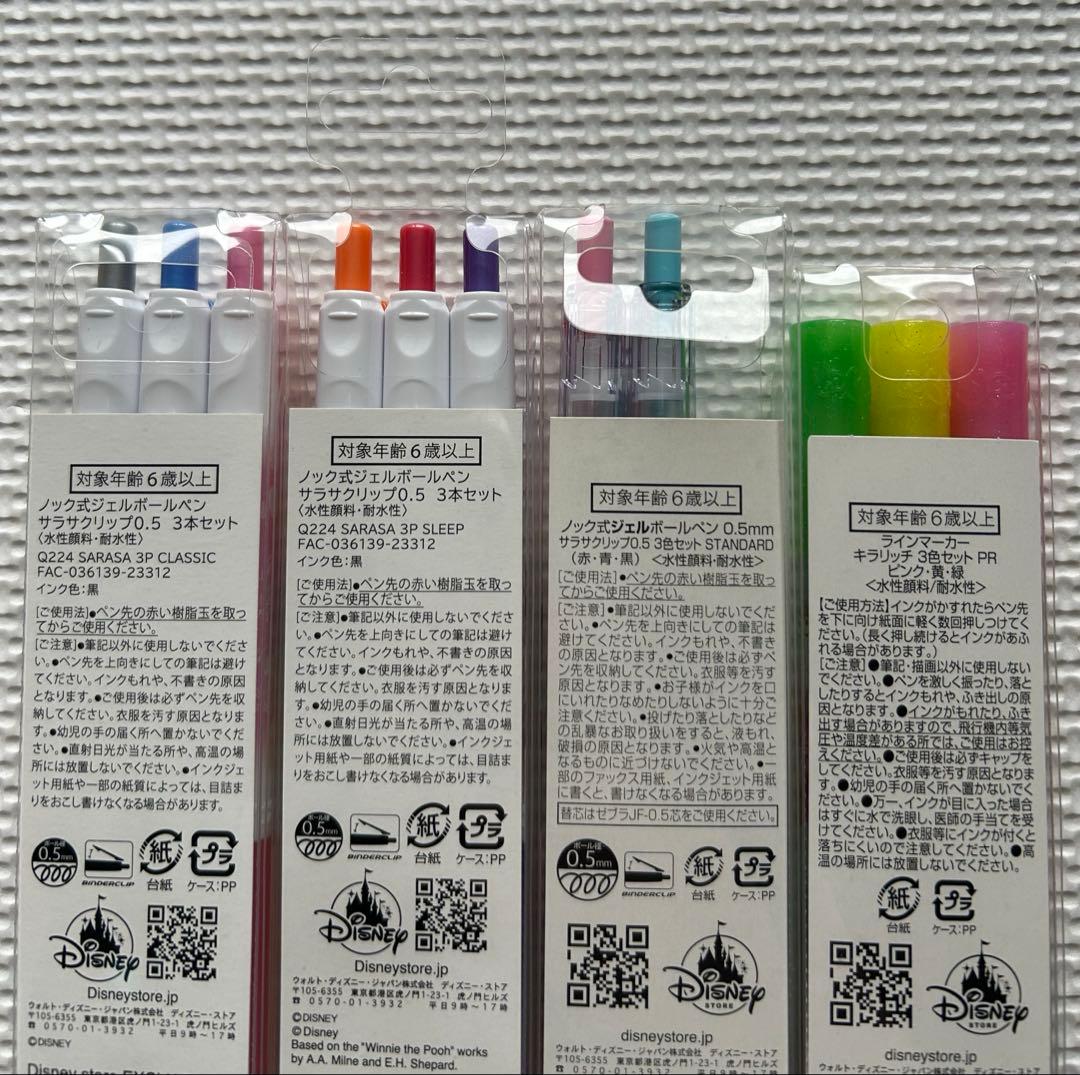 対象年齢6歳以上
ノック式ジェルボールペン
サラサクリップ0.5 3本セット
〈水性顔料・耐水性〉
Q224 SARASA 3P CLASSIC
FAC-036139-23312
インク色：黒
[ご使用法]●ペン先の赤い樹脂玉を取っ
てからご使用ください。
[ご注意]●筆記以外に使用しないでくださ
い。●ペン先を上向きにしての筆記は避け
てください。インクもれや、不書きの原因
となります。●ご使用後は必ずペン先を収
納してください。衣服を汚す原因となりま
す。●幼児の手の届く所へ置かないでくだ
さい。●直射日光が当たる所や、高温の場
所には放置しないでください。●インクジェ
ット用紙や一部の紙質によっては、目詰ま
りをおこし書けなくなる場合があります。
ボール径
0.5mm
BINDERCLIP
紙
台紙
プラ
ケース：PP
DISNEY
Disneystore.jp
ウォルト・ディズニー・ジャパン株式会社 ディズニー・ストア
〒105-6355 東京都港区虎ノ門1-23-1 虎ノ門ヒルズ
☎ 0570-01-3932 平日9時〜17時
©DISNEY
対象年齢6歳以上
ノック式ジェルボールペン
サラサクリップ0.5 3本セット
〈水性顔料・耐水性〉
Q224 SARASA 3P SLEEP
FAC-036139-23312
インク色：黒
[ご使用法]●ペン先の赤い樹脂玉を取っ
てからご使用ください。
[ご注意]●筆記以外に使用しないでくださ
い。●ペン先を上向きにしての筆記は避け
てください。インクもれや、不書きの原因
となります。●ご使用後は必ずペン先を収
納してください。衣服を汚す原因となりま
す。●幼児の手の届く所へ置かないでくだ
さい。●直射日光が当たる所や、高温の場
所には放置しないでください。●インクジェ
ット用紙や一部の紙質によっては、目詰ま
りをおこし書けなくなる場合があります。
ボール径
0.5mm
BINDERCLIP
紙
台紙
プラ
ケース：PP
DISNEY
Disneystore.jp
ウォルト・ディズニー・ジャパン株式会社 ディズニー・ストア
〒105-6355 東京都港区虎ノ門1-23-1 虎ノ門ヒルズ
☎ 0570-01-3932 平日9時〜17時
©DISNEY
©Disney
Based on the "Winnie the Pooh" works
by A.A. Milne and E.H. Shepard.
対象年齢6歳以上
ノック式ジェルボールペン 0.5mm
サラサクリップ0.5 3色セット STANDARD
(赤・青・黒) 〈水性顔料・耐水性〉
[ご使用法]●ペン先の赤い樹脂玉を取っ
てからご使用ください。
[ご注意]●筆記以外に使用しないでくだ
さい。●ペン先を上向きにしての筆記は
避けてください。インクもれや、不書き
の原因となります。●ご使用後は必ずペ
ン先を収納してください。衣服等を汚す
原因となります。●お子様がインクを口
にいれたりなめたりしないように十分ご
注意ください。●投げたり落としたりなど
の乱暴なお取り扱いをすると、液もれ、
破損の原因となります。●火気や高温と
なるものに近づけないでください。●一
部のファックス用紙、インクジェット用紙
に書くと、書けなくなる場合があります。
替芯はゼブラJF-0.5芯をご使用ください。
ボール径
0.5mm
BINDERCLIP
紙
台紙
プラ
ケース：PP
DISNEY
STORE
disneystore.jp
ウォルト・ディズニー・ジャパン株式会社 ディズニー・ストア
〒105-6355 東京都港区虎ノ門1-23-1 虎ノ門ヒルズ
☎ 0570-01-3932 平日9時〜17時
対象年齢6歳以上
ラインマーカー
キラリッチ 3色セット PR
ピンク・黄・緑
<水性顔料/耐水性>
【ご使用方法】インクがかすれたらペン先
を下に向け紙面に軽く数回押しつけてく
ださい。(長く押し続けるとインクがあふ
れる場合があります。)
[ご注意]●筆記・描画以外に使用しない
でください。●ペンを激しく振ったり、落と
したりするとインクもれや、ふき出しの原
因となります。●インクがもれたり、ふき
出す場合がありますので、飛行機内等気
圧や温度差がある所では、ご使用はお控
えください。●ご使用後は必ずキャップを
してください。衣服等を汚す原因となりま
す。●幼児の手の届く所へ置かないでくだ
さい。●万一、インクが目に入った場合
はすぐに水で洗眼し、医師の手当てを受
けてください。●衣服等にインクが付くと
落ちにくいので注意してください。●高
温の場所には放置しないでください。
紙
台紙
プラ
ケース：PP
DISNEY
STORE
disneystore.jp